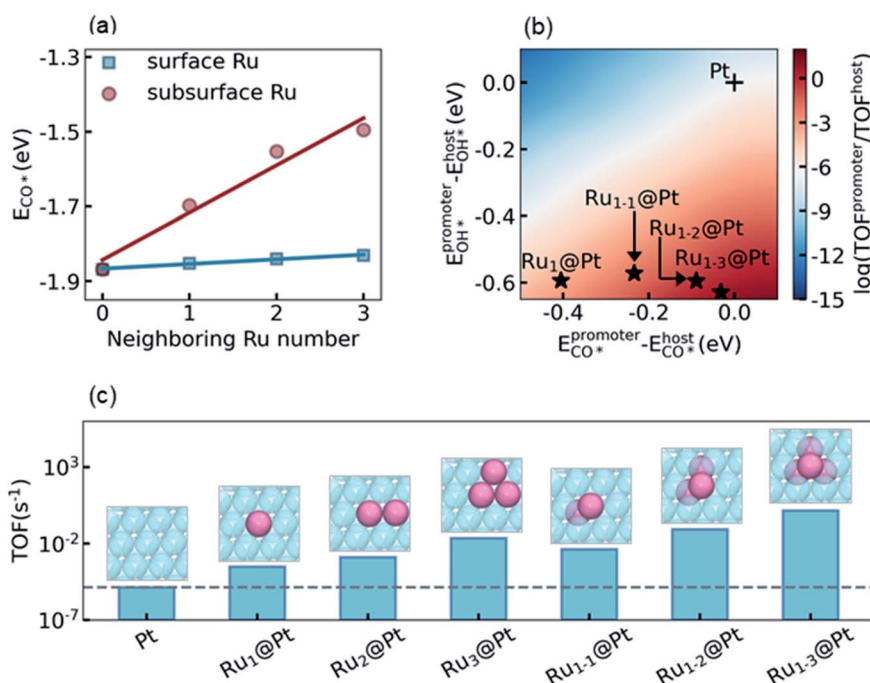 (a)
-1.3
-1.5
-1.7
-1.9
E_CO* (eV)
surface Ru
subsurface Ru
0 1 2 3
Neighboring Ru number
(b)
0.0
-0.2
-0.4
-0.6
E_OH*^promoter-E_OH*^host (eV)
Pt
Ru1-1@Pt
Ru1-2@Pt
Ru1@Pt
Ru1-3@Pt
-0.4 -0.2 0.0
E_CO*^promoter-E_CO*^host (eV)
0
-3
-6
-9
-12
-15
log(TOF^promoter/TOF^host)
(c)
10^3
10^-2
10^-7
TOF(s^-1)
Pt
Ru1@Pt
Ru2@Pt
Ru3@Pt
Ru1-1@Pt
Ru1-2@Pt
Ru1-3@Pt